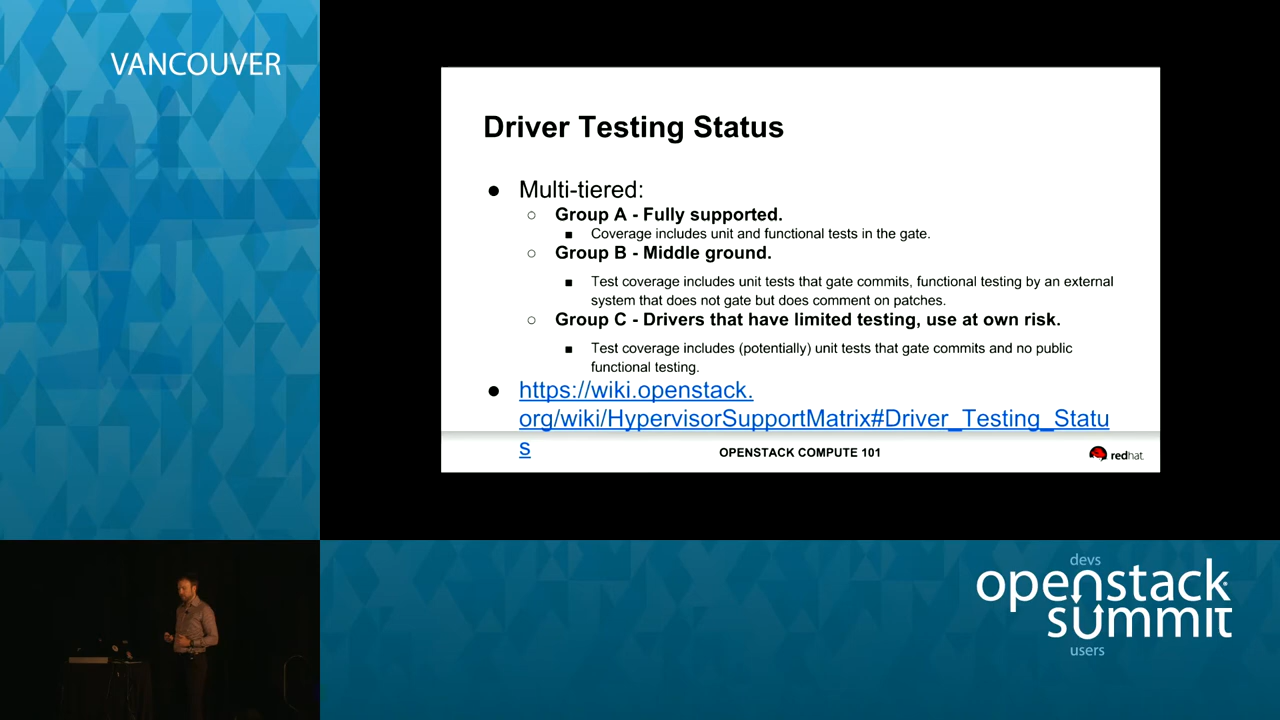 VANCOUVER
Driver Testing Status
● Multi-tiered:
○ Group A - Fully supported.
■ Coverage includes unit and functional tests in the gate.
○ Group B - Middle ground.
■ Test coverage includes unit tests that gate commits, functional testing by an external
system that does not gate but does comment on patches.
○ Group C - Drivers that have limited testing, use at own risk.
■ Test coverage includes (potentially) unit tests that gate commits and no public
functional testing.
● https://wiki.openstack.
org/wiki/HypervisorSupportMatrix#Driver_Testing_Statu
s
OPENSTACK COMPUTE 101
redhat
devs
openstack
summit
users